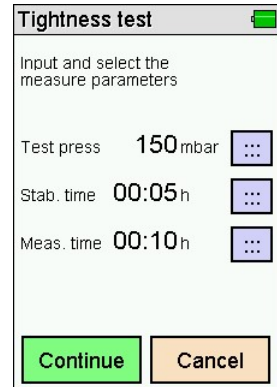 Tightness test
Input and select the
measure parameters
Test press 150 mbar :::
Stab. time 00:05 h :::
Meas. time 00:10 h :::
Continue Cancel